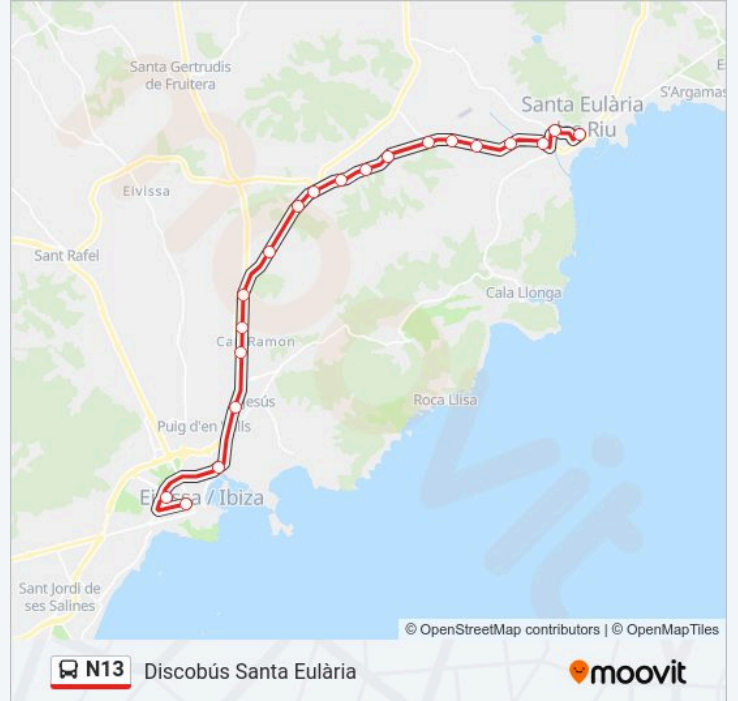 Santa Gertrudis
de Fruitera
Santa Eulària
Riu
S'Argamas
Eivissa
Sant Rafel
Cala Llonga
Ramon
Roca Llisa
Puig d'en
Eivissa / Ibiza
Sant Jordi de
ses Salines
© OpenStreetMap contributors | © OpenMapTiles
N13 Discobús Santa Eulària moovit